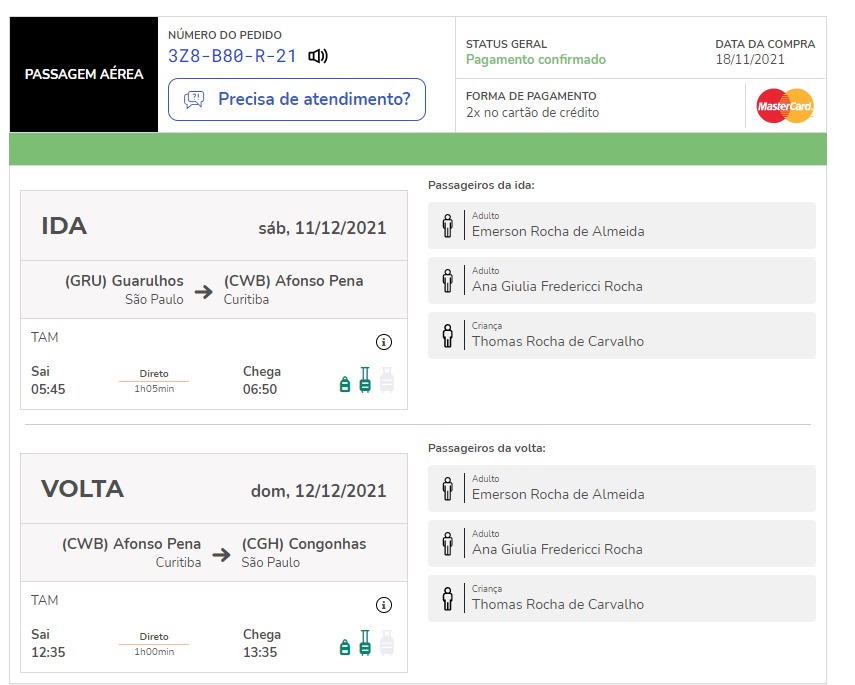 PASSAGEM AÉREA
NÚMERO DO PEDIDO
3Z8-B80-R-21
Precisa de atendimento?
STATUS GERAL
Pagamento confirmado
DATA DA COMPRA
18/11/2021
FORMA DE PAGAMENTO
2x no cartão de crédito
MasterCard
IDA
sáb, 11/12/2021
(GRU) Guarulhos
São Paulo
(CWB) Afonso Pena
Curitiba
TAM
Sai
05:45
Direto
1h05min
Chega
06:50
Passageiros da ida:
Adulto
Emerson Rocha de Almeida
Adulto
Ana Giulia Fredericci Rocha
Criança
Thomas Rocha de Carvalho
VOLTA
dom, 12/12/2021
(CWB) Afonso Pena
Curitiba
(CGH) Congonhas
São Paulo
TAM
Sai
12:35
Direto
1h00min
Chega
13:35
Passageiros da volta:
Adulto
Emerson Rocha de Almeida
Adulto
Ana Giulia Fredericci Rocha
Criança
Thomas Rocha de Carvalho